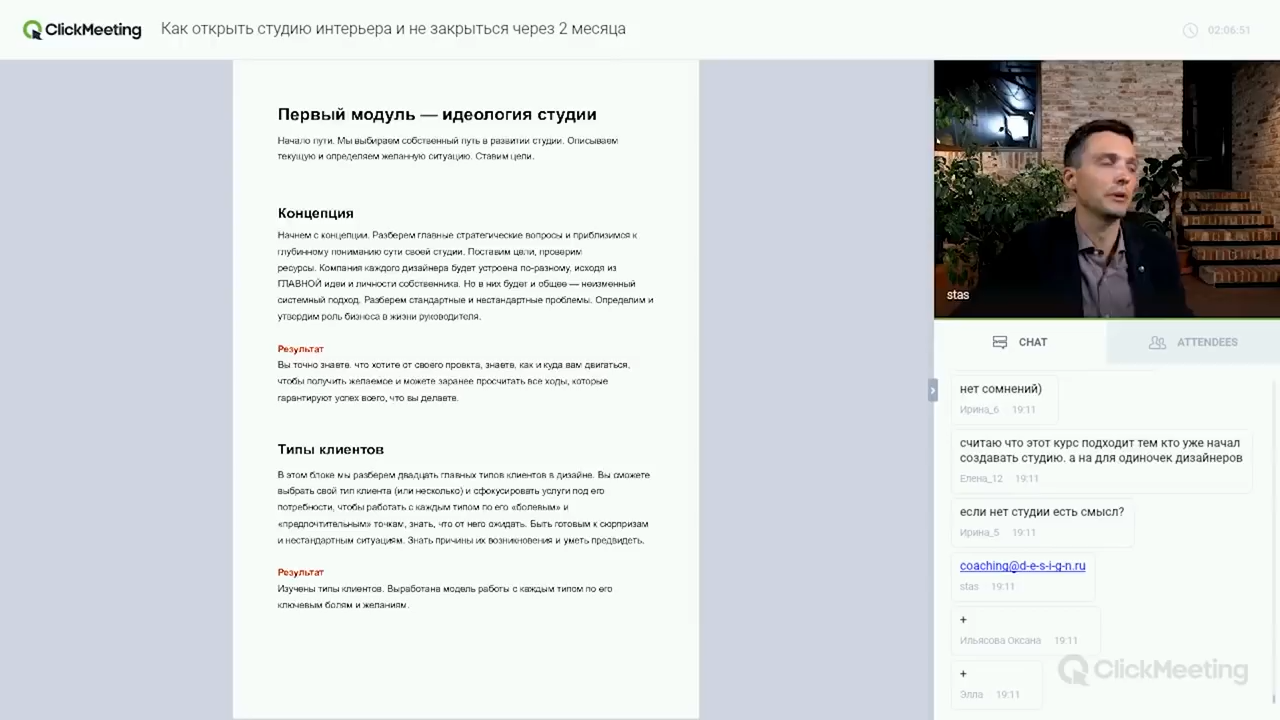 ClickMeeting
Как открыть студию интерьера и не закрыться через 2 месяца
02:06:51
Первый модуль — идеология студии
Начало пути. Мы выбираем собственный путь в развитии студии. Описываем
текущую и определяем желанную ситуацию. Ставим цели.
Концепция
Начнем с концепции. Разберем главные стратегические вопросы и приблизимся к
глубинному пониманию сути своей студии. Поставим цели, проверим
ресурсы. Компания каждого дизайнера будет устроена по-разному, исходя из
ГЛАВНОЙ идеи и личности собственника. Но в них будет и общее — неизменный
системный подход. Разберем стандартные и нестандартные проблемы. Определим и
утвердим роль бизнеса в жизни руководителя.
Результат
Вы точно знаете, что хотите от своего проекта, знаете, как и куда вам двигаться,
чтобы получить желаемое и можете заранее просчитать все ходы, которые
гарантируют успех всего, что вы делаете.
Типы клиентов
В этом блоке мы разберем двадцать главных типов клиентов в дизайне. Вы сможете
выбрать свой тип клиента (или несколько) и сфокусировать услуги под его
потребности, чтобы работать с каждым типом по его «болевым» и
«предпочтительным» точкам, знать, что от него ожидать. Быть готовым к сюрпризам
и нестандартным ситуациям. Знать причины их возникновения и уметь предвидеть.
Результат
Изучены типы клиентов. Выработана модель работы с каждым типом по его
ключевым болям и желаниям.
stas
CHAT
ATTENDEES
нет сомнений)
Ирина_6 19:11
считаю что этот курс подходит тем кто уже начал
создавать студию. а на для одиночек дизайнеров
Елена_12 19:11
если нет студии есть смысл?
Ирина_5 19:11
coaching@d-e-s-i-g-n.ru
stas 19:11
+
Ильясова Оксана 19:11
+
Элла 19:11
ClickMeeting